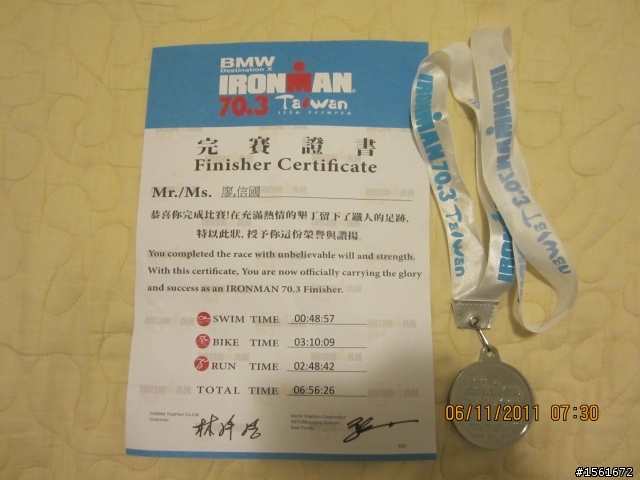 BMW
Destination X
IRONMAN
70.3 Taiwan
完 賽 證 書
Finisher Certificate
Mr./Ms. 廖,信國
恭喜你完成比賽!在充滿熱情的墾丁留下了鐵人的足跡,
特以此狀,授予你這份榮譽與讚揚。
You completed the race with unbelievable will and strength.
With this certificate, You are now officially carrying the glory
and success as an IRONMAN 70.3 Finisher.
SWIM TIME 00:48:57
BIKE TIME 03:10:09
RUN TIME 02:48:42
TOTAL TIME 06:56:26
Chairman
IRONMAN 70.3 Taiwan
IRONMAN 70.3 Taiwan
06/11/2011 07:30
#1561672